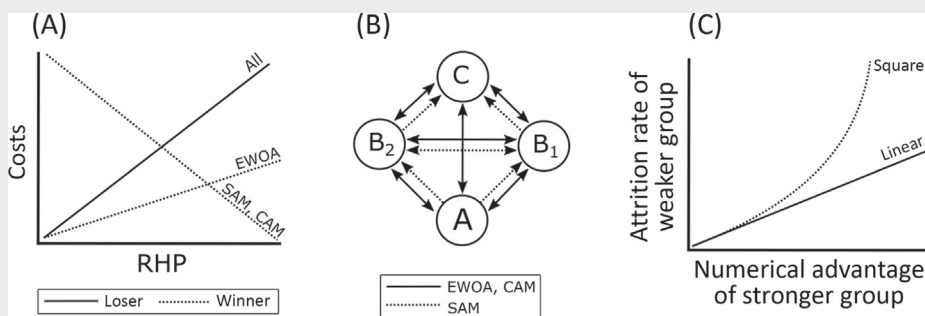 (A)
Costs
All
EWOA
SAM, CAM
RHP
Loser
Winner
(B)
C
B2
B1
A
EWOA, CAM
SAM
(C)
Attrition rate of
weaker group
Square
Linear
Numerical advantage
of stronger group